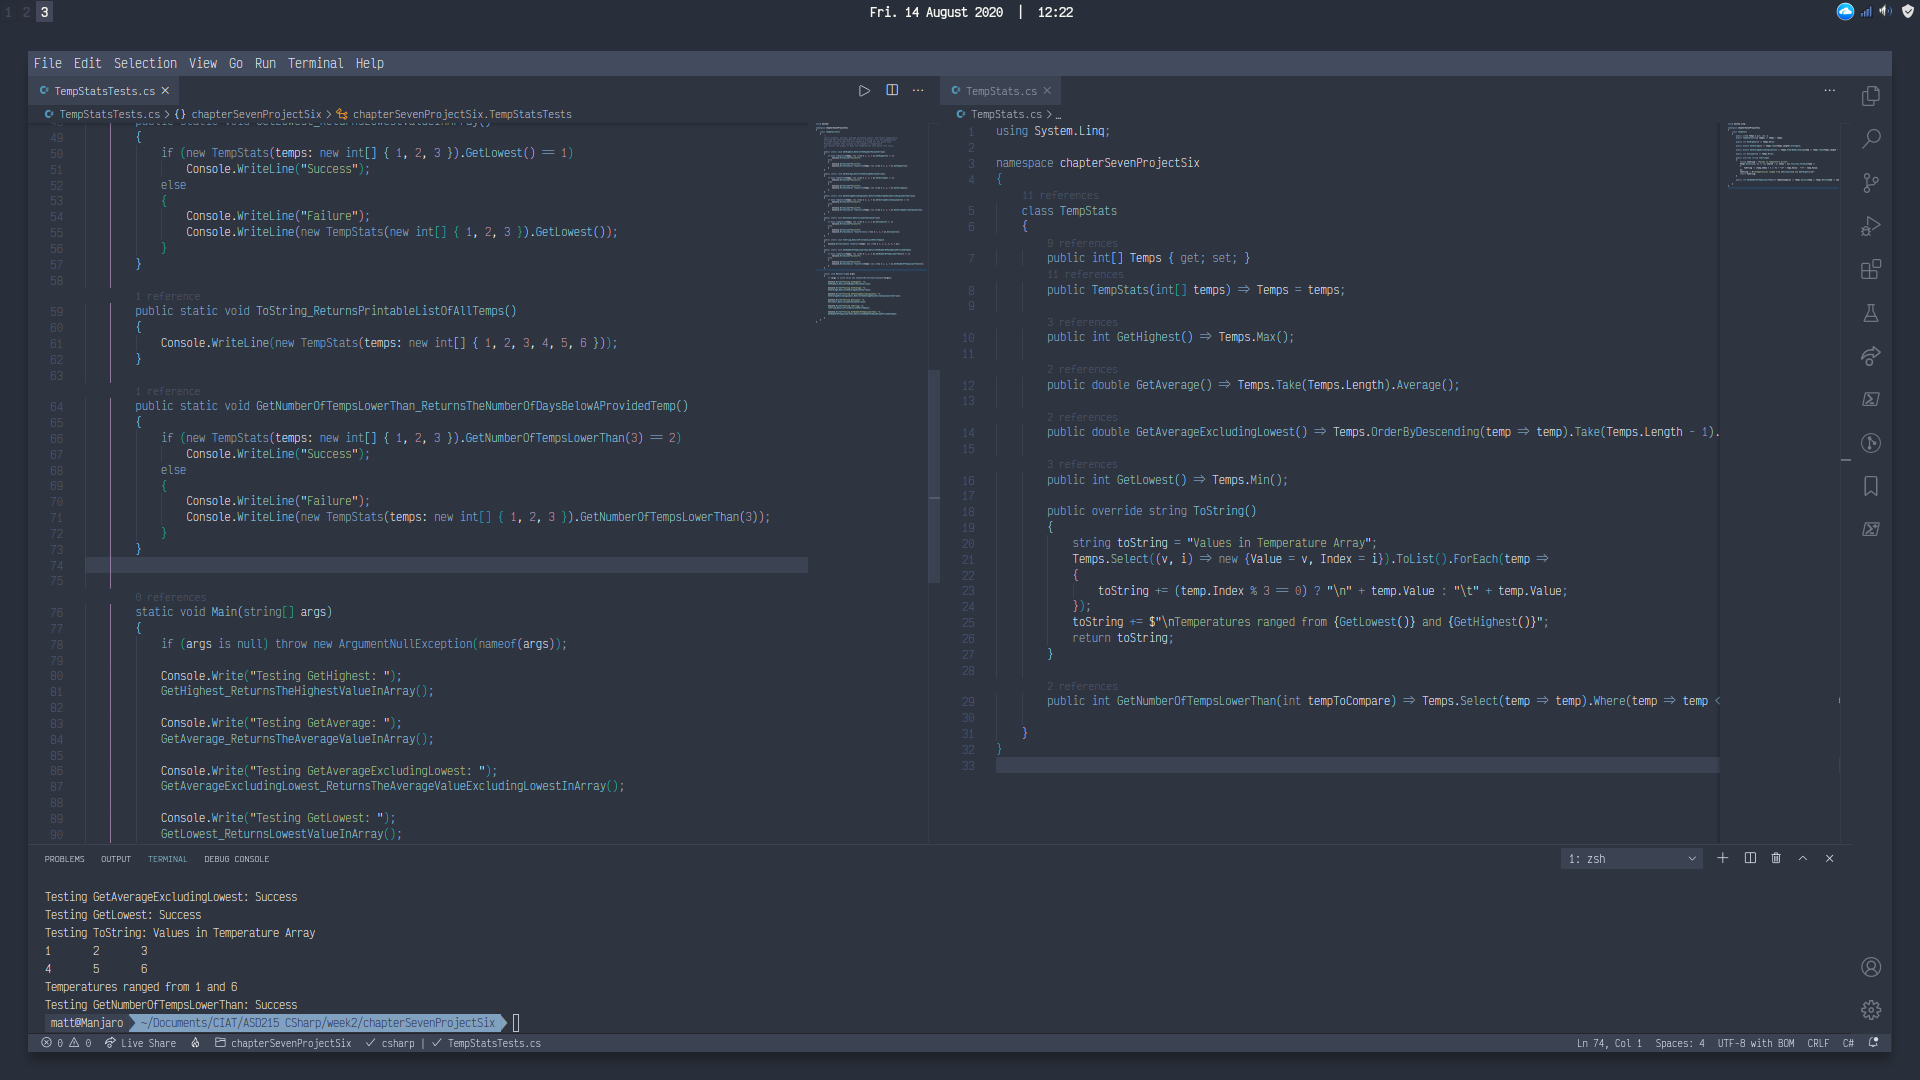 1 2 3
Fri. 14 August 2020 | 12:22
File Edit Selection View Go Run Terminal Help
TempStatsTests.cs
TempStatsTests.cs > {} chapterSevenProjectSix > chapterSevenProjectSix.TempStatsTests
49 {
50 if (new TempStats(temps: new int[] { 1, 2, 3 }).GetLowest() == 1)
51 Console.WriteLine("Success");
52 else
53 {
54 Console.WriteLine("Failure");
55 Console.WriteLine(new TempStats(new int[] { 1, 2, 3 }).GetLowest());
56 }
57 }
58
1 reference
59 public static void ToString_ReturnsPrintableListOfAllTemps()
60 {
61 Console.WriteLine(new TempStats(temps: new int[] { 1, 2, 3, 4, 5, 6 }));
62 }
63
1 reference
64 public static void GetNumberOfTempsLowerThan_ReturnsTheNumberOfDaysBelowAProvidedTemp()
65 {
66 if (new TempStats(temps: new int[] { 1, 2, 3 }).GetNumberOfTempsLowerThan(3) == 2)
67 Console.WriteLine("Success");
68 else
69 {
70 Console.WriteLine("Failure");
71 Console.WriteLine(new TempStats(temps: new int[] { 1, 2, 3 }).GetNumberOfTempsLowerThan(3));
72 }
73 }
74
75
0 references
76 static void Main(string[] args)
77 {
78 if (args is null) throw new ArgumentNullException(nameof(args));
79
80 Console.Write("Testing GetHighest: ");
81 GetHighest_ReturnsTheHighestValueInArray();
82
83 Console.Write("Testing GetAverage: ");
84 GetAverage_ReturnsTheAverageValueInArray();
85
86 Console.Write("Testing GetAverageExcludingLowest: ");
87 GetAverageExcludingLowest_ReturnsTheAverageValueExcludingLowestInArray();
88
89 Console.Write("Testing GetLowest: ");
90 GetLowest_ReturnsLowestValueInArray();
TempStats.cs
TempStats.cs > …
1 using System.Linq;
2
3 namespace chapterSevenProjectSix
4 {
11 references
5 class TempStats
6 {
9 references
7 public int[] Temps { get; set; }
11 references
8 public TempStats(int[] temps) => Temps = temps;
9
3 references
10 public int GetHighest() => Temps.Max();
11
2 references
12 public double GetAverage() => Temps.Take(Temps.Length).Average();
13
2 references
14 public double GetAverageExcludingLowest() => Temps.OrderByDescending(temp => temp).Take(Temps.Length - 1).
15
3 references
16 public int GetLowest() => Temps.Min();
17
18 public override string ToString()
19 {
20 string toString = "Values in Temperature Array";
21 Temps.Select((v, i) => new {Value = v, Index = i}).ToList().ForEach(temp =>
22 {
23 toString += (temp.Index % 3 == 0) ? "\n" + temp.Value : "\t" + temp.Value;
24 });
25 toString += $"\nTemperatures ranged from {GetLowest()} and {GetHighest()}";
26 return toString;
27 }
28
2 references
29 public int GetNumberOfTempsLowerThan(int tempToCompare) => Temps.Select(temp => temp).Where(temp => temp <
30
31 }
32 }
33
PROBLEMS OUTPUT TERMINAL DEBUG CONSOLE
1: zsh
Testing GetAverageExcludingLowest: Success
Testing GetLowest: Success
Testing ToString: Values in Temperature Array
1 2 3
4 5 6
Temperatures ranged from 1 and 6
Testing GetNumberOfTempsLowerThan: Success
matt@Manjaro ~/Documents/CIAT/ASD215 CSharp/week2/chapterSevenProjectSix
0 0 Live Share chapterSevenProjectSix csharp | TempStatsTests.cs
Ln 74, Col 1 Spaces: 4 UTF-8 with BOM CRLF C#